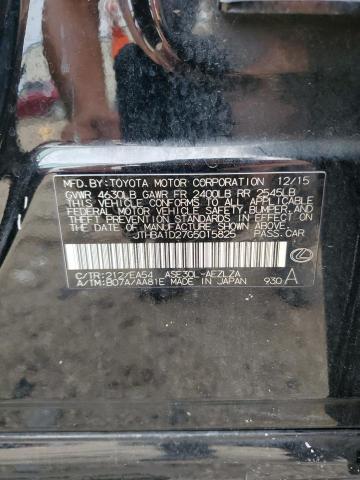 MFD.BY:TOYOTA MOTOR CORPORATION 12/15
GVWR 4630LB GAWR FR 2400LB RR 2545LB
THIS VEHICLE CONFORMS TO ALL APPLICABLE
FEDERAL MOTOR VEHICLE SAFETY, BUMPER, AND
THEFT PREVENTION STANDARDS IN EFFECT ON
THE DATE OF MANUFACTURE SHOWN ABOVE.
JTHBA1D27G5015825 PASS.CAR
C/TR:212/EA54 ASE30L-AEZLZA
A/TM:B07A/AA81E MADE IN JAPAN 930 A